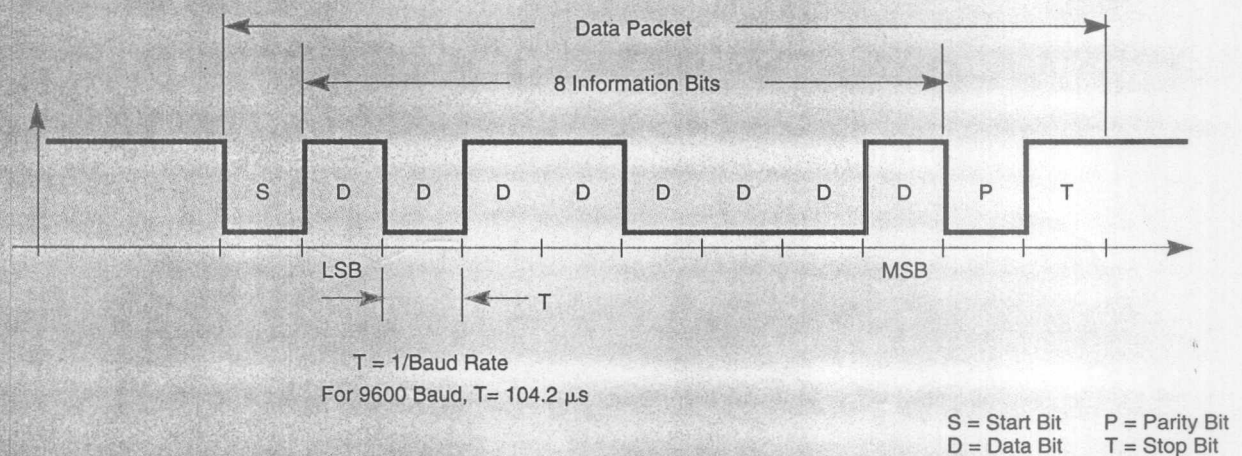 Data Packet
8 Information Bits
S D D D D D D D D P T
LSB MSB
T
T = 1/Baud Rate
For 9600 Baud, T= 104.2 μs
S = Start Bit P = Parity Bit
D = Data Bit T = Stop Bit